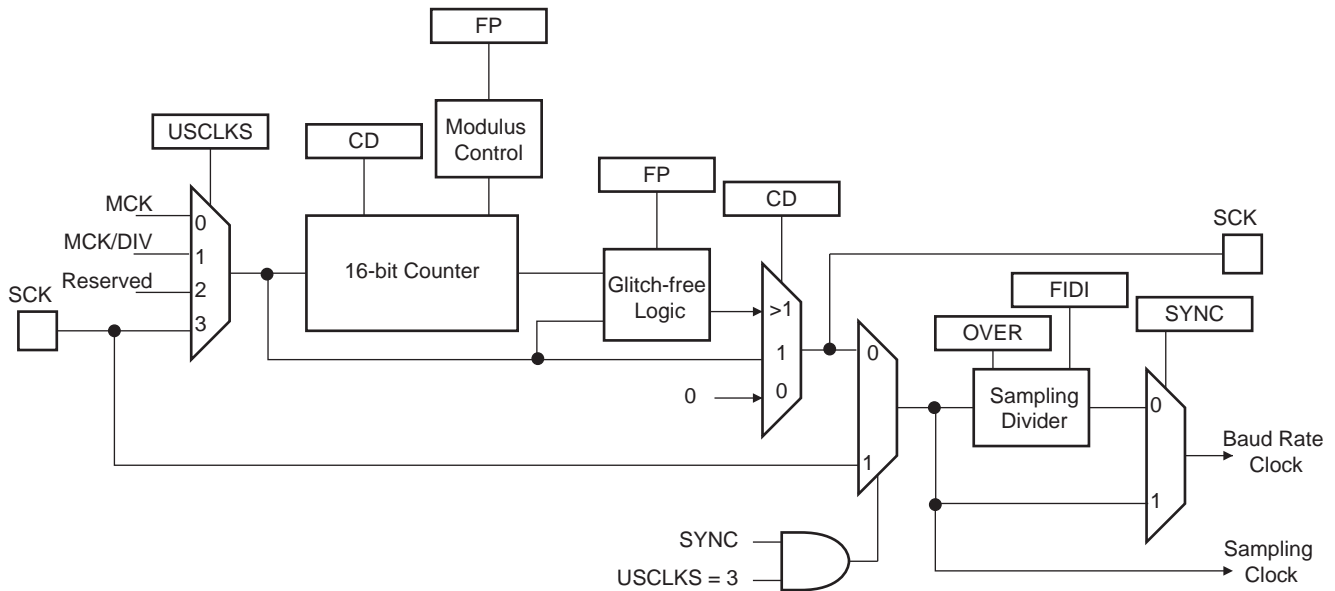 FP
USCLKS
CD
Modulus
Control
FP
CD
MCK
0
MCK/DIV
1
Reserved
2
SCK
3
16-bit Counter
Glitch-free
Logic
>1
1
0
0
SCK
FIDI
OVER
SYNC
0
1
Sampling
Divider
0
1
Baud Rate
Clock
SYNC
USCLKS = 3
Sampling
Clock